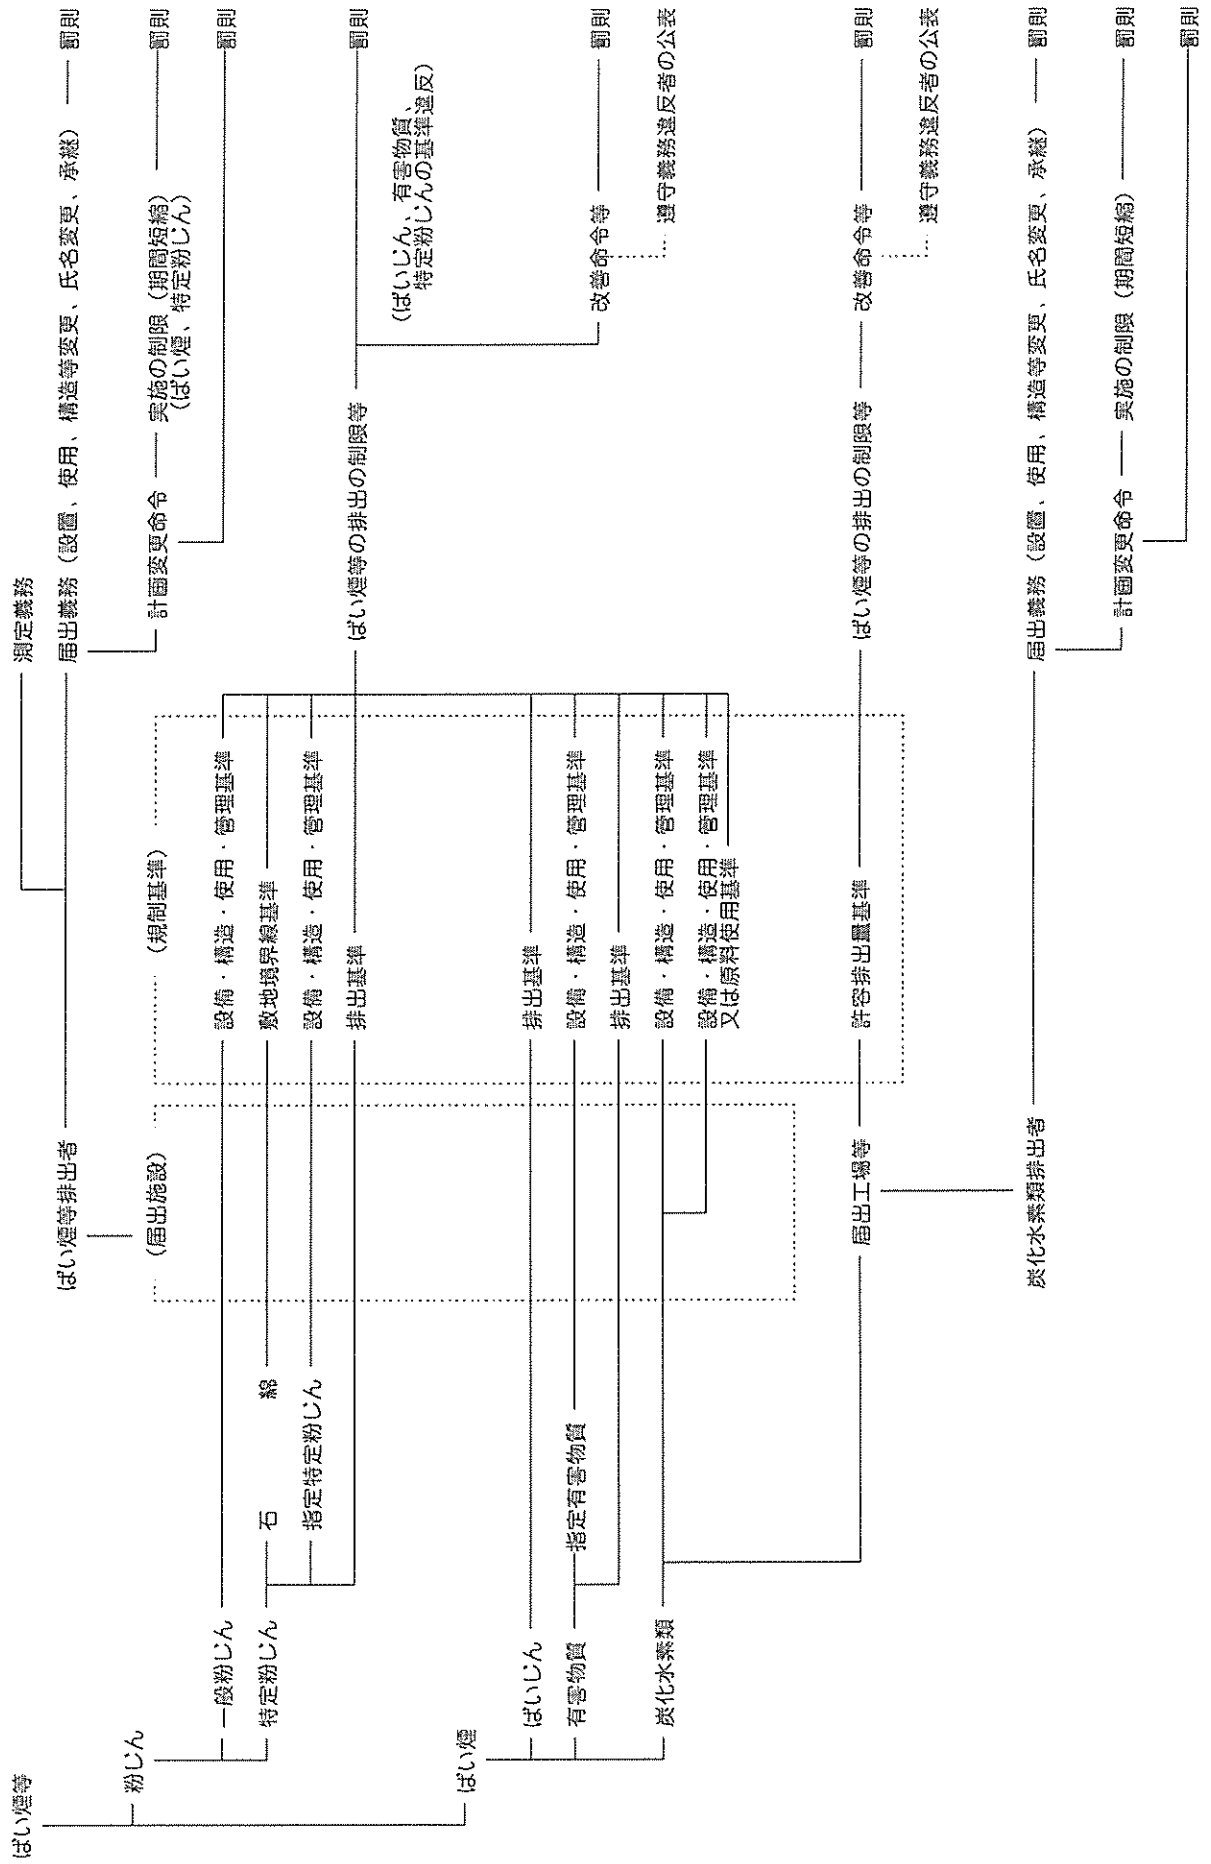 ばい煙等
粉じん
一般粉じん
特定粉じん
石　　　　綿
指定特定粉じん
ばい煙
ばいじん
有害物質
指定有害物質
炭化水素類
ばい煙等排出者
（届出施設）
届出工場等
炭化水素類排出者
（規制基準）
設備・構造・使用・管理基準
敷地境界線基準
設備・構造・使用・管理基準
排出基準
排出基準
設備・構造・使用・管理基準
排出基準
設備・構造・使用・管理基準
設備・構造・使用・管理基準
又は原料使用基準
許容排出量基準
測定義務
届出義務（設置、使用、構造等変更、氏名変更、承継）
罰則
計画変更命令
実施の制限（期間短縮）
（ばい煙、特定粉じん）
罰則
罰則
ばい煙等の排出の制限等
罰則
（ばいじん、有害物質、
特定粉じんの基準違反）
改善命令等
罰則
遵守義務違反者の公表
ばい煙等の排出の制限等
改善命令等
罰則
遵守義務違反者の公表
届出義務（設置、使用、構造等変更、氏名変更、承継）
罰則
計画変更命令
実施の制限（期間短縮）
罰則
罰則